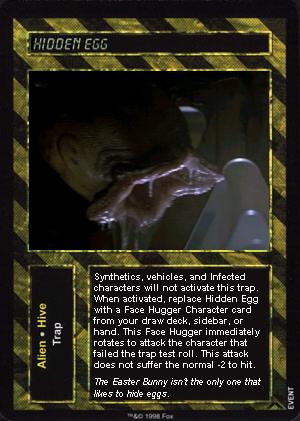 HIDDEN EGG
Alien • Hive
Trap
Synthetics, vehicles, and Infected
characters will not activate this trap.
When activated, replace Hidden Egg
with a Face Hugger Character card
from your draw deck, sidebar, or
hand. This Face Hugger immediately
rotates to attack the character that
failed the trap test roll. This attack
does not suffer the normal -2 to hit.
The Easter Bunny isn't the only one that
likes to hide eggs.
EVENT
™&© 1998 Fox